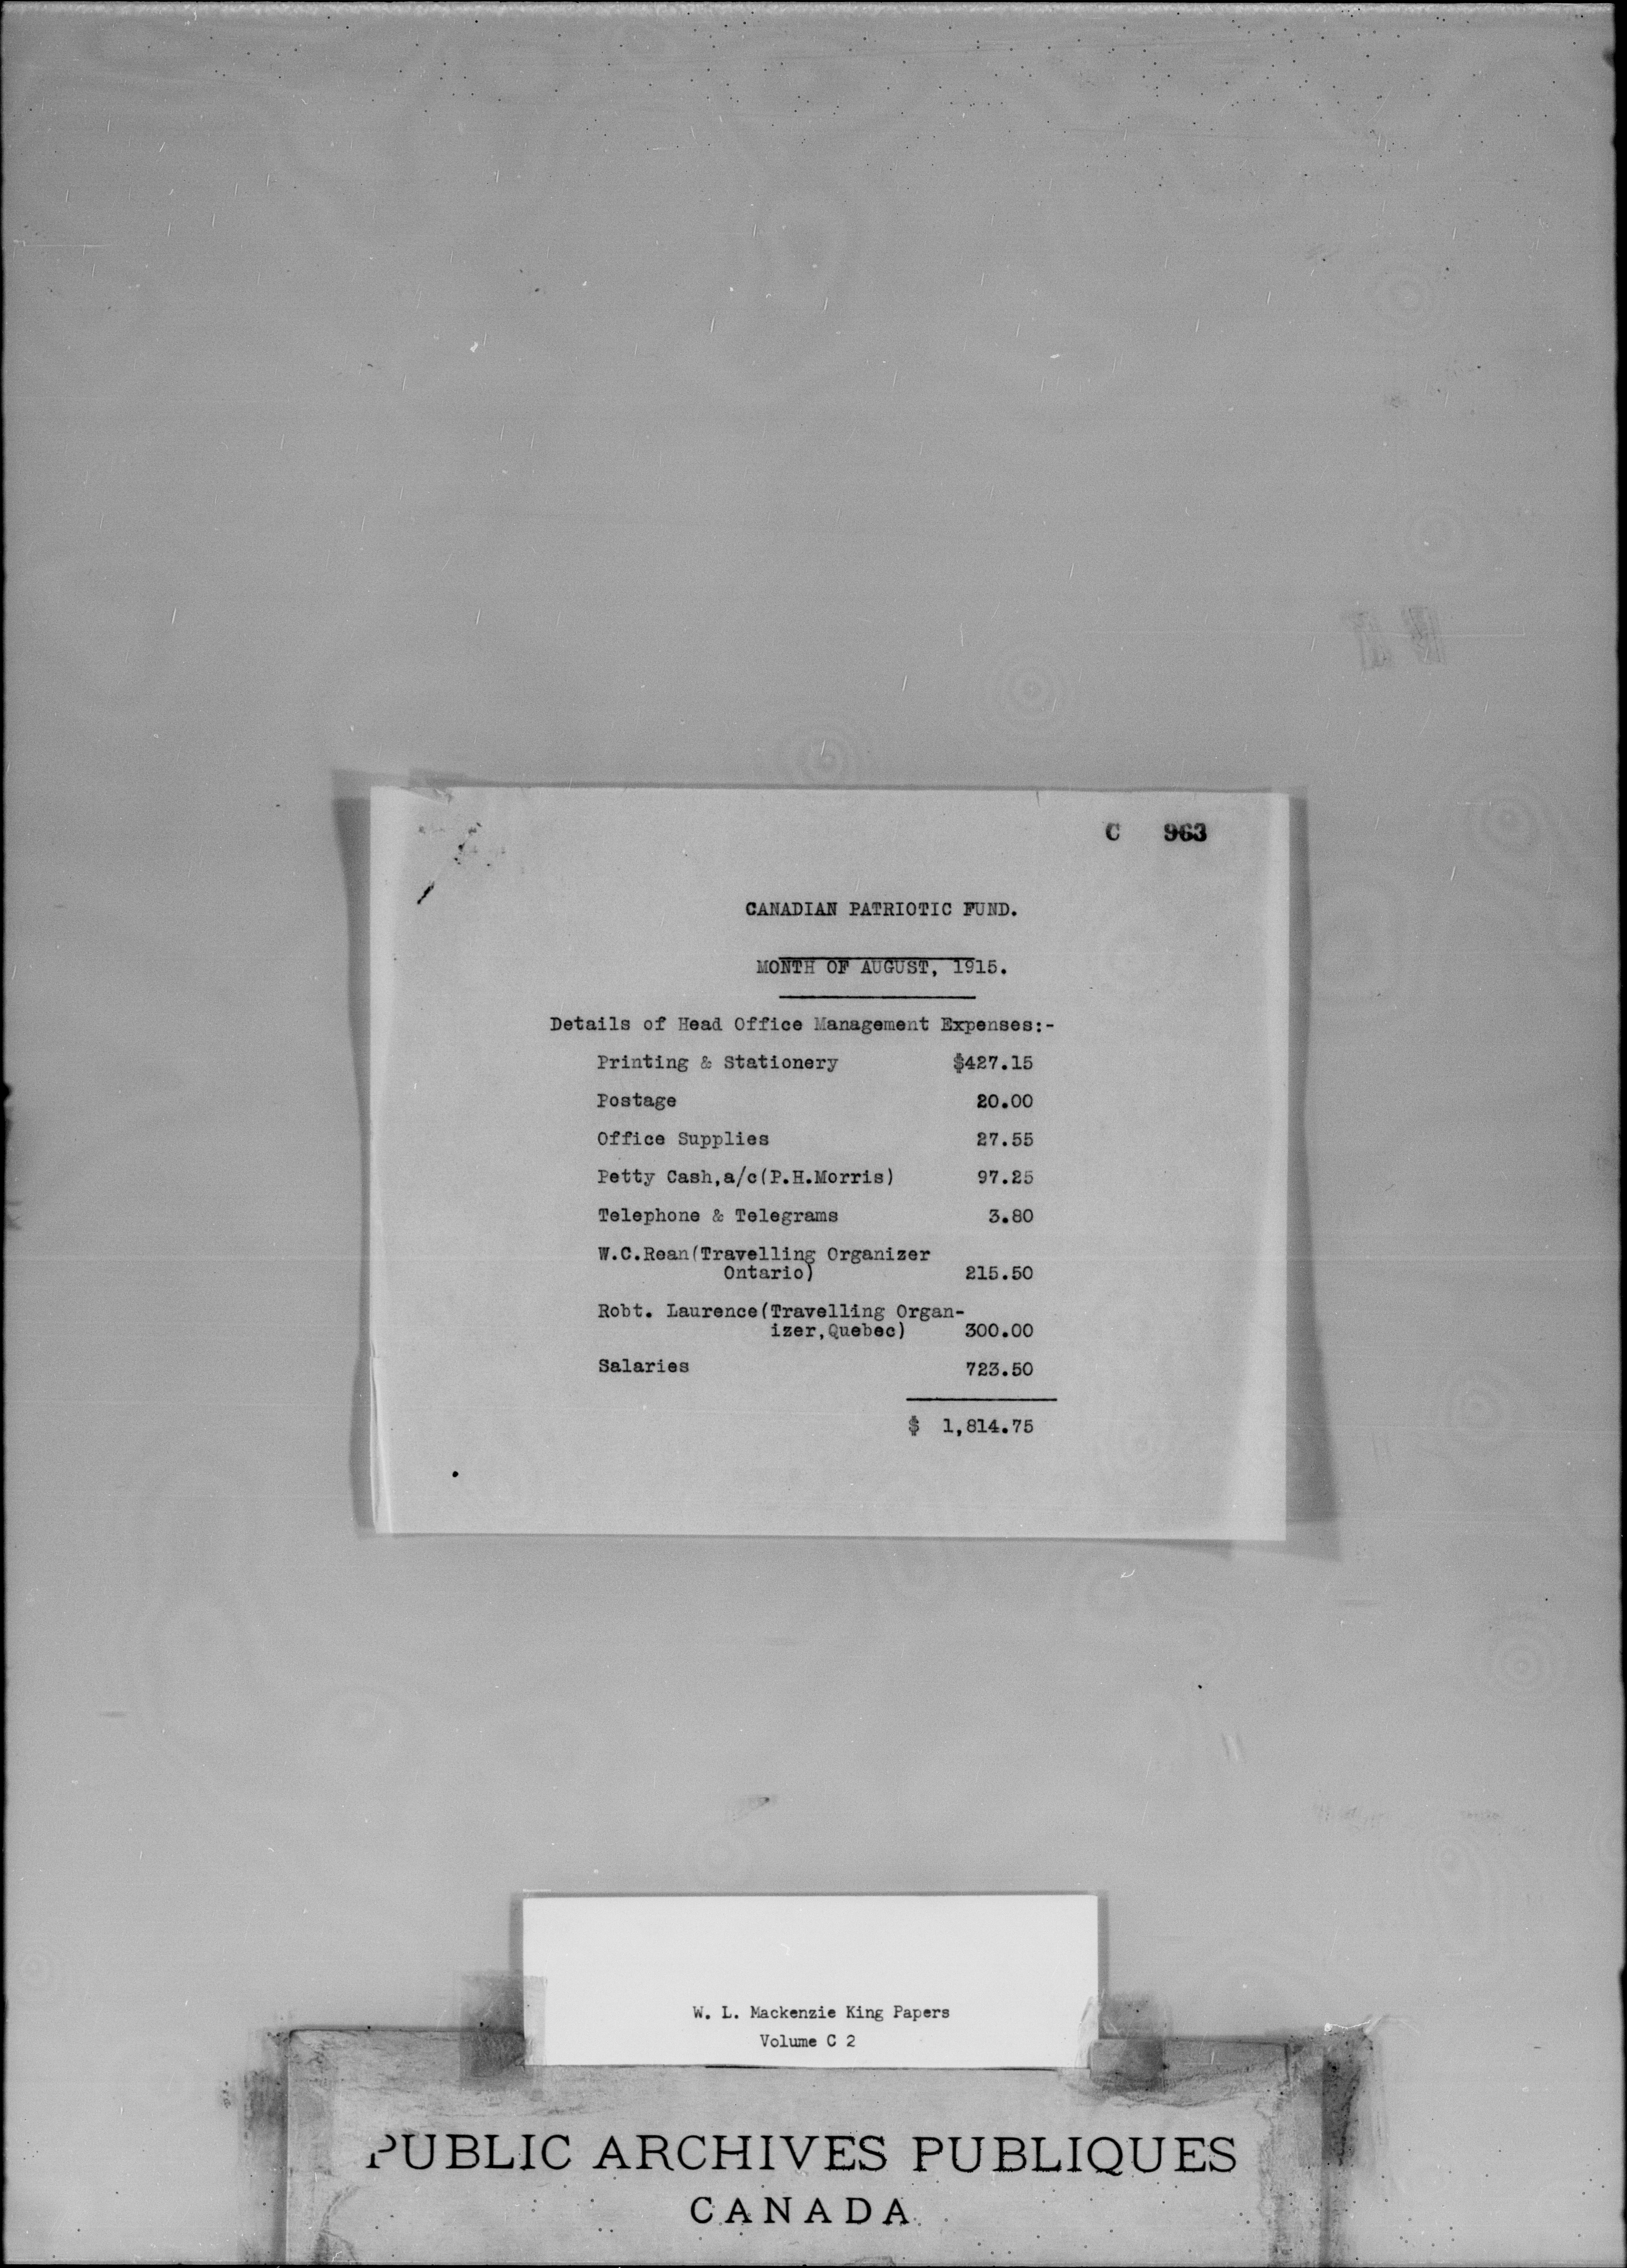 C 963
CANADIAN PATRIOTIC FUND.
MONTH OF AUGUST, 1915.
Details of Head Office Management Expenses:-
Printing & Stationery $427.15
Postage 20.00
Office Supplies 27.55
Petty Cash,a/c(P.H.Morris) 97.25
Telephone & Telegrams 3.80
W.C.Rean(Travelling Organizer
Ontario) 215.50
Robt. Laurence(Travelling Organ-
izer,Quebec) 300.00
Salaries 723.50
$ 1,814.75
W. L. Mackenzie King Papers
Volume C 2
PUBLIC ARCHIVES PUBLIQUES
CANADA